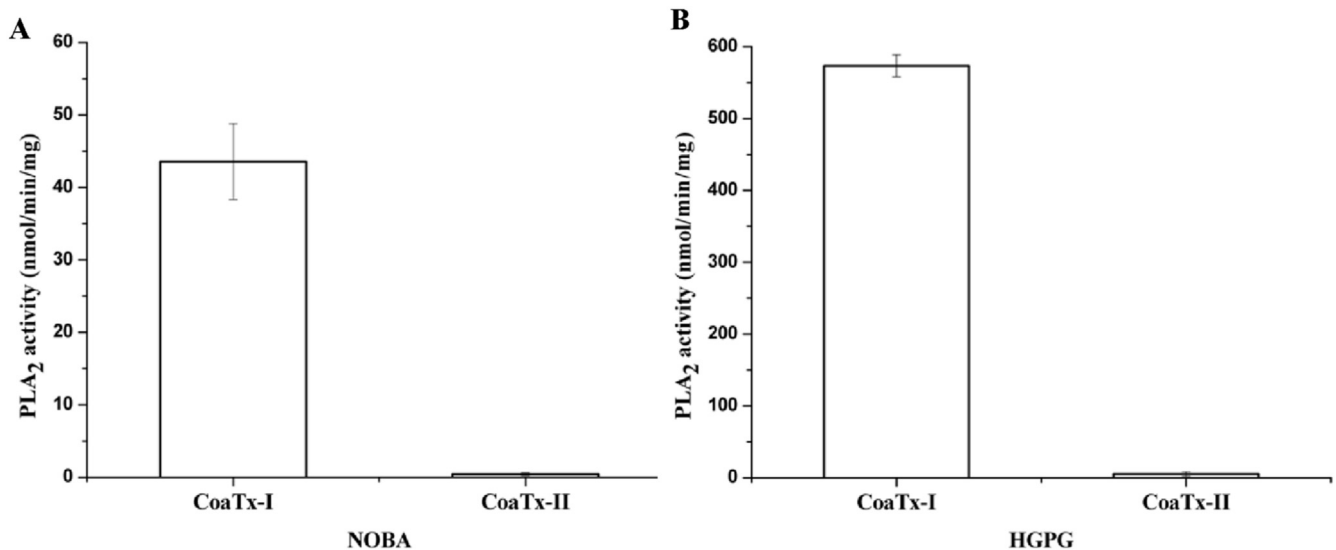 A
PLA2 activity (nmol/min/mg)
60
50
40
30
20
10
0
CoaTx-I CoaTx-II
NOBA
B
PLA2 activity (nmol/min/mg)
600
500
400
300
200
100
0
CoaTx-I CoaTx-II
HGPG